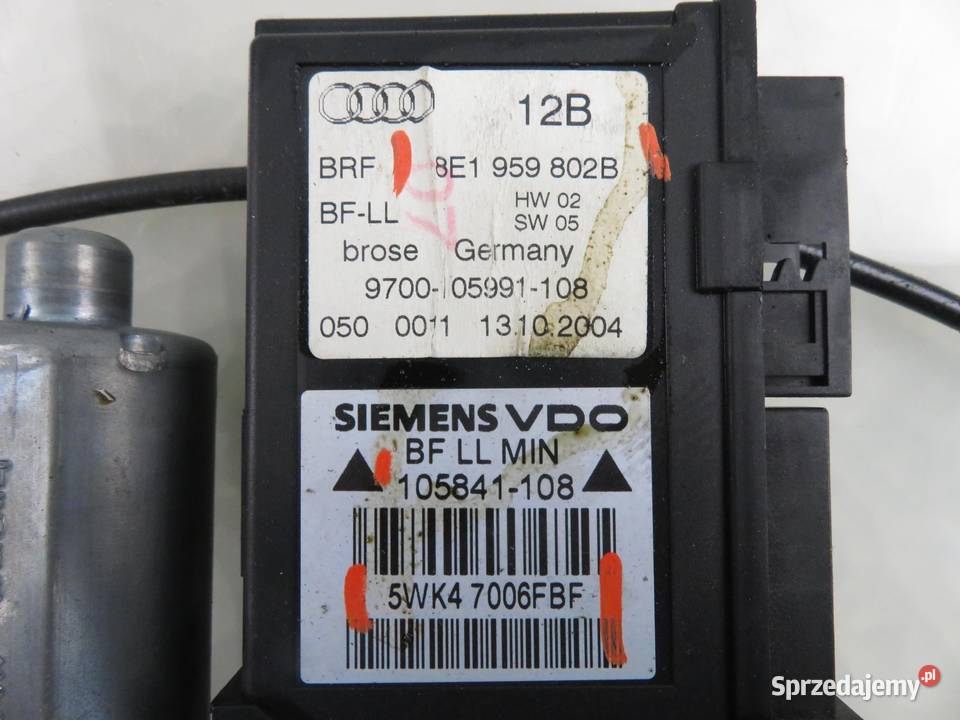 12B
BRF 8E1 959 802B
BF-LL HW 02
SW 05
brose Germany
9700-05991-108
050 0011 13.10.2004
SIEMENS VDO
BF LL MIN
105841-108
5WK4 7006FBF
Sprzedajemy.pl